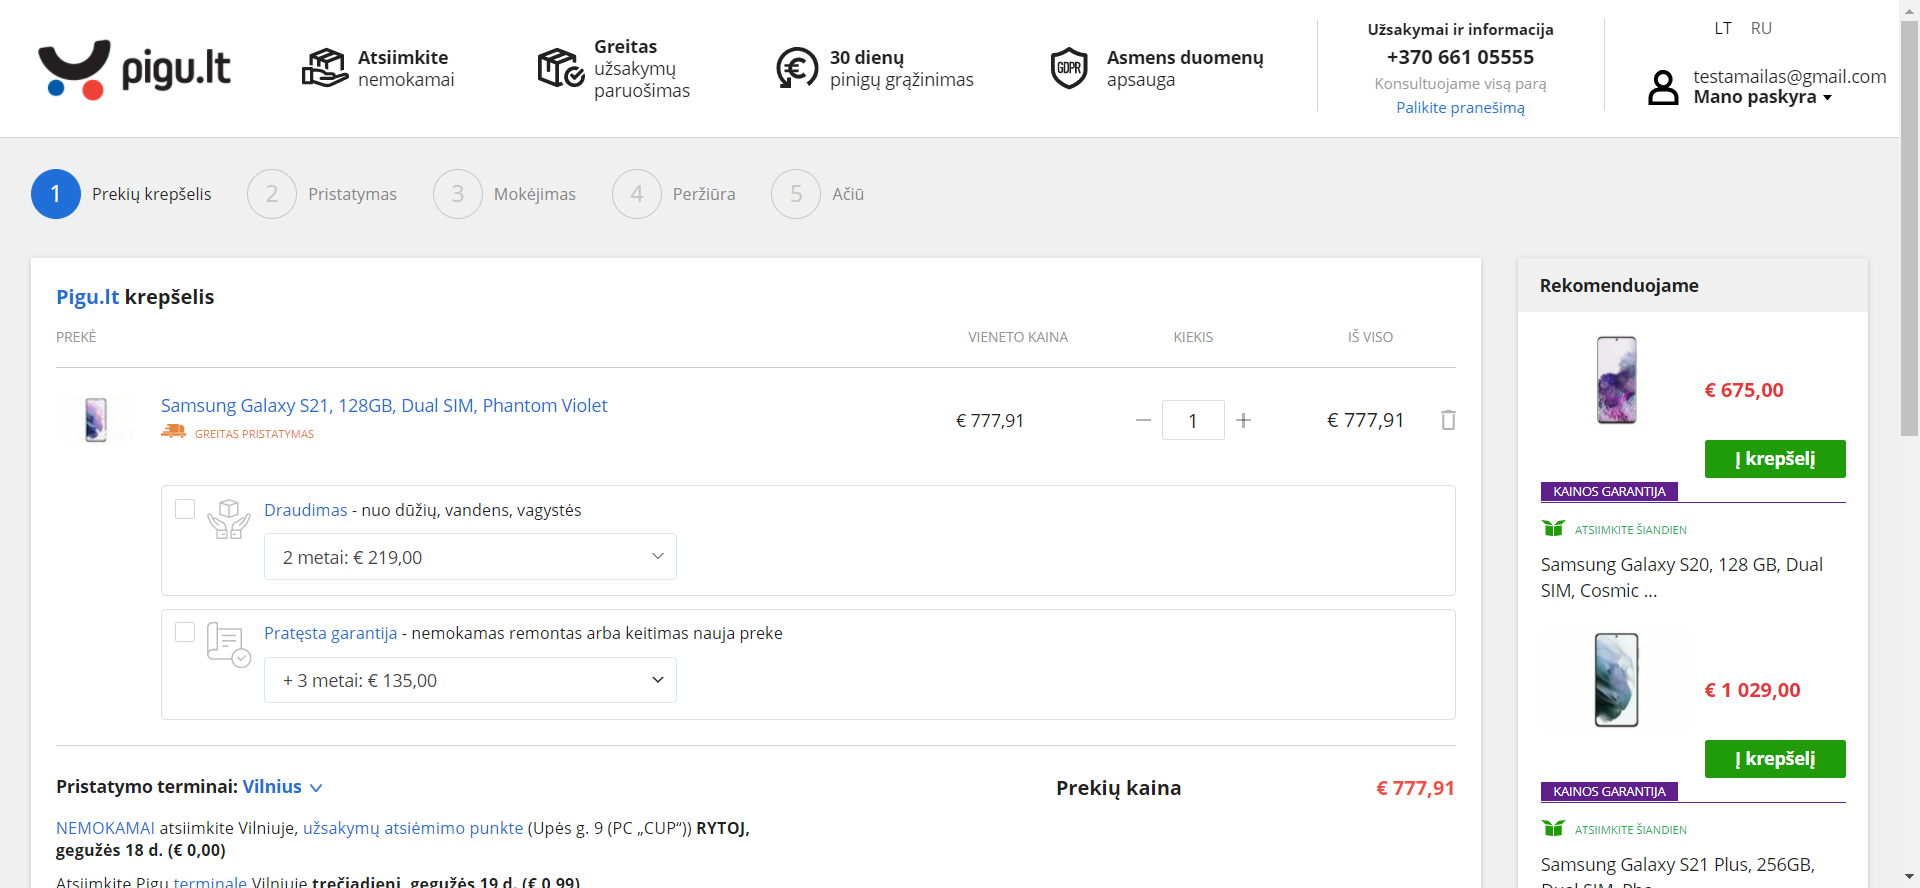 pigu.lt
Atsiimkite
nemokamai
Greitas
užsakymų
paruošimas
30 dienų
pinigų grąžinimas
GDPR
Asmens duomenų
apsauga
Užsakymai ir informacija
+370 661 05555
Konsultuojame visą parą
Palikite pranešimą
LT RU
testamailas@gmail.com
Mano paskyra
1 Prekių krepšelis 2 Pristatymas 3 Mokėjimas 4 Peržiūra 5 Ačiū
Pigu.lt krepšelis
PREKĖ VIENETO KAINA KIEKIS IŠ VISO
Samsung Galaxy S21, 128GB, Dual SIM, Phantom Violet
GREITAS PRISTATYMAS
€ 777,91 — 1 + € 777,91
Draudimas - nuo dūžių, vandens, vagystės
2 metai: € 219,00
Pratęsta garantija - nemokamas remontas arba keitimas nauja preke
+ 3 metai: € 135,00
Pristatymo terminai: Vilnius
Prekių kaina € 777,91
NEMOKAMAI atsiimkite Vilniuje, užsakymų atsiėmimo punkte (Upės g. 9 (PC „CUP“)) RYTOJ,
gegužės 18 d. (€ 0,00)
Atsiimkite Pigu terminale Vilniuje trečiadienį, gegužės 19 d. (€ 0,99)
Rekomenduojame
€ 675,00
Į krepšelį
KAINOS GARANTIJA
ATSIIMKITE ŠIANDIEN
Samsung Galaxy S20, 128 GB, Dual
SIM, Cosmic ...
€ 1 029,00
Į krepšelį
KAINOS GARANTIJA
ATSIIMKITE ŠIANDIEN
Samsung Galaxy S21 Plus, 256GB,
Dual SIM, Pha...